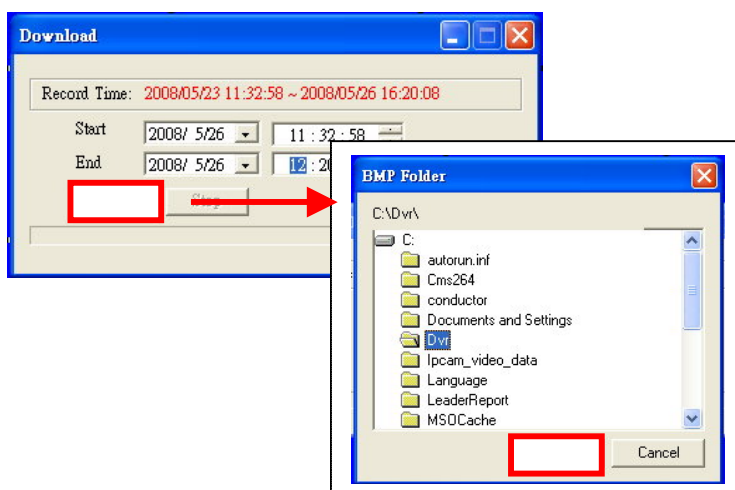 Download
Record Time: 2008/05/23 11:32:58 ~ 2008/05/26 16:20:08
Start 2008/ 5/26 11 : 32 : 58
End 2008/ 5/26 12 : 20
Stop
BMP Folder
C:\Dvr\
C:
autorun.inf
Cms264
conductor
Documents and Settings
Dvr
Ipcam_video_data
Language
LeaderReport
MSOCache
Cancel